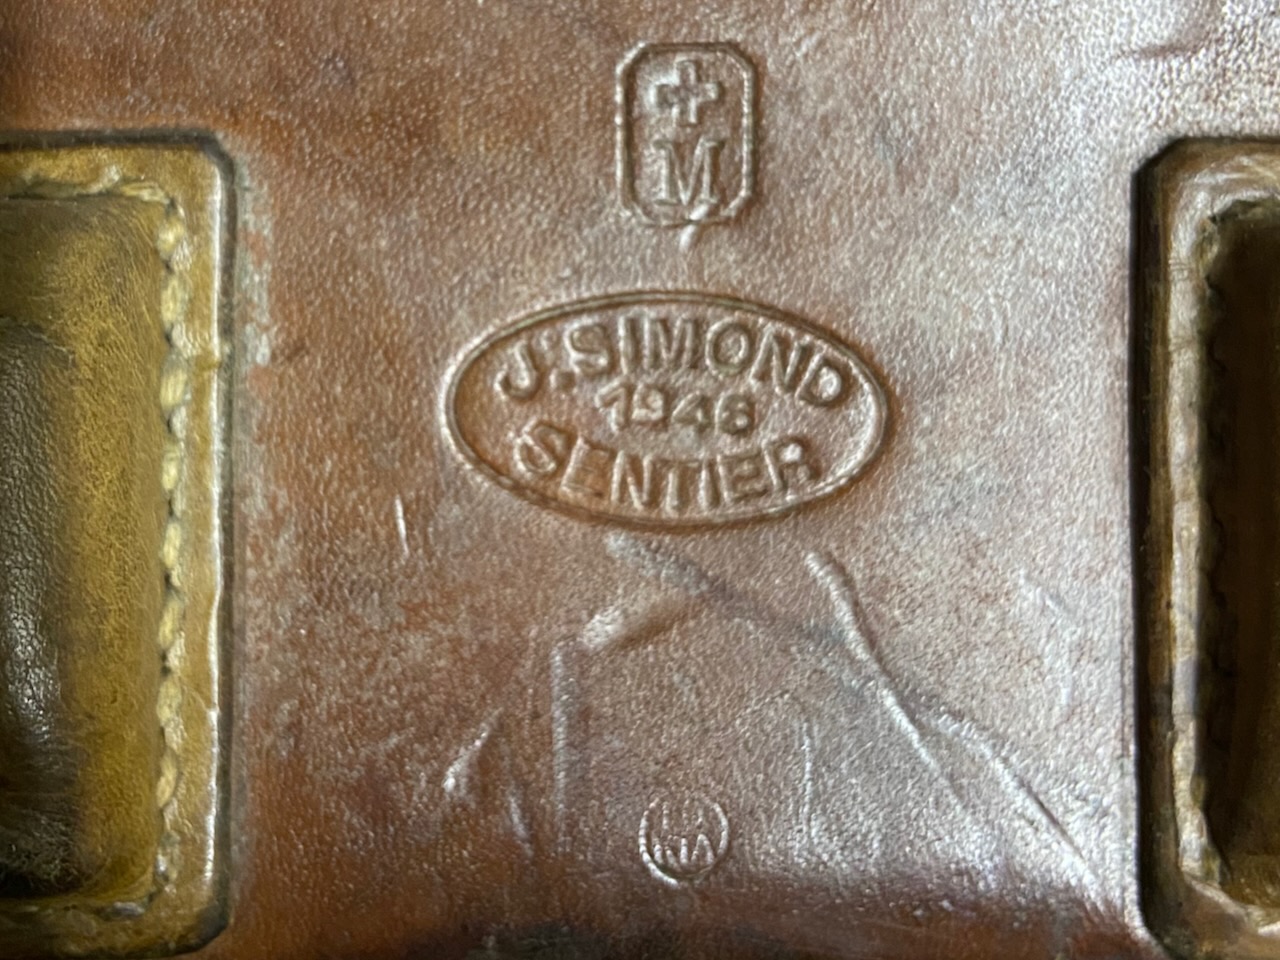 M
J. SIMOND
1946
SENTIER